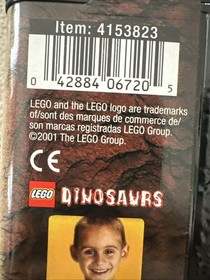 Item: 4153823
0 42884 06720 5
LEGO and the LEGO logo are trademarks
of/sont des marques de commerce de/
son marcas registradas LEGO Group.
©2001 The LEGO Group.
CE
LEGO DINOSAURS